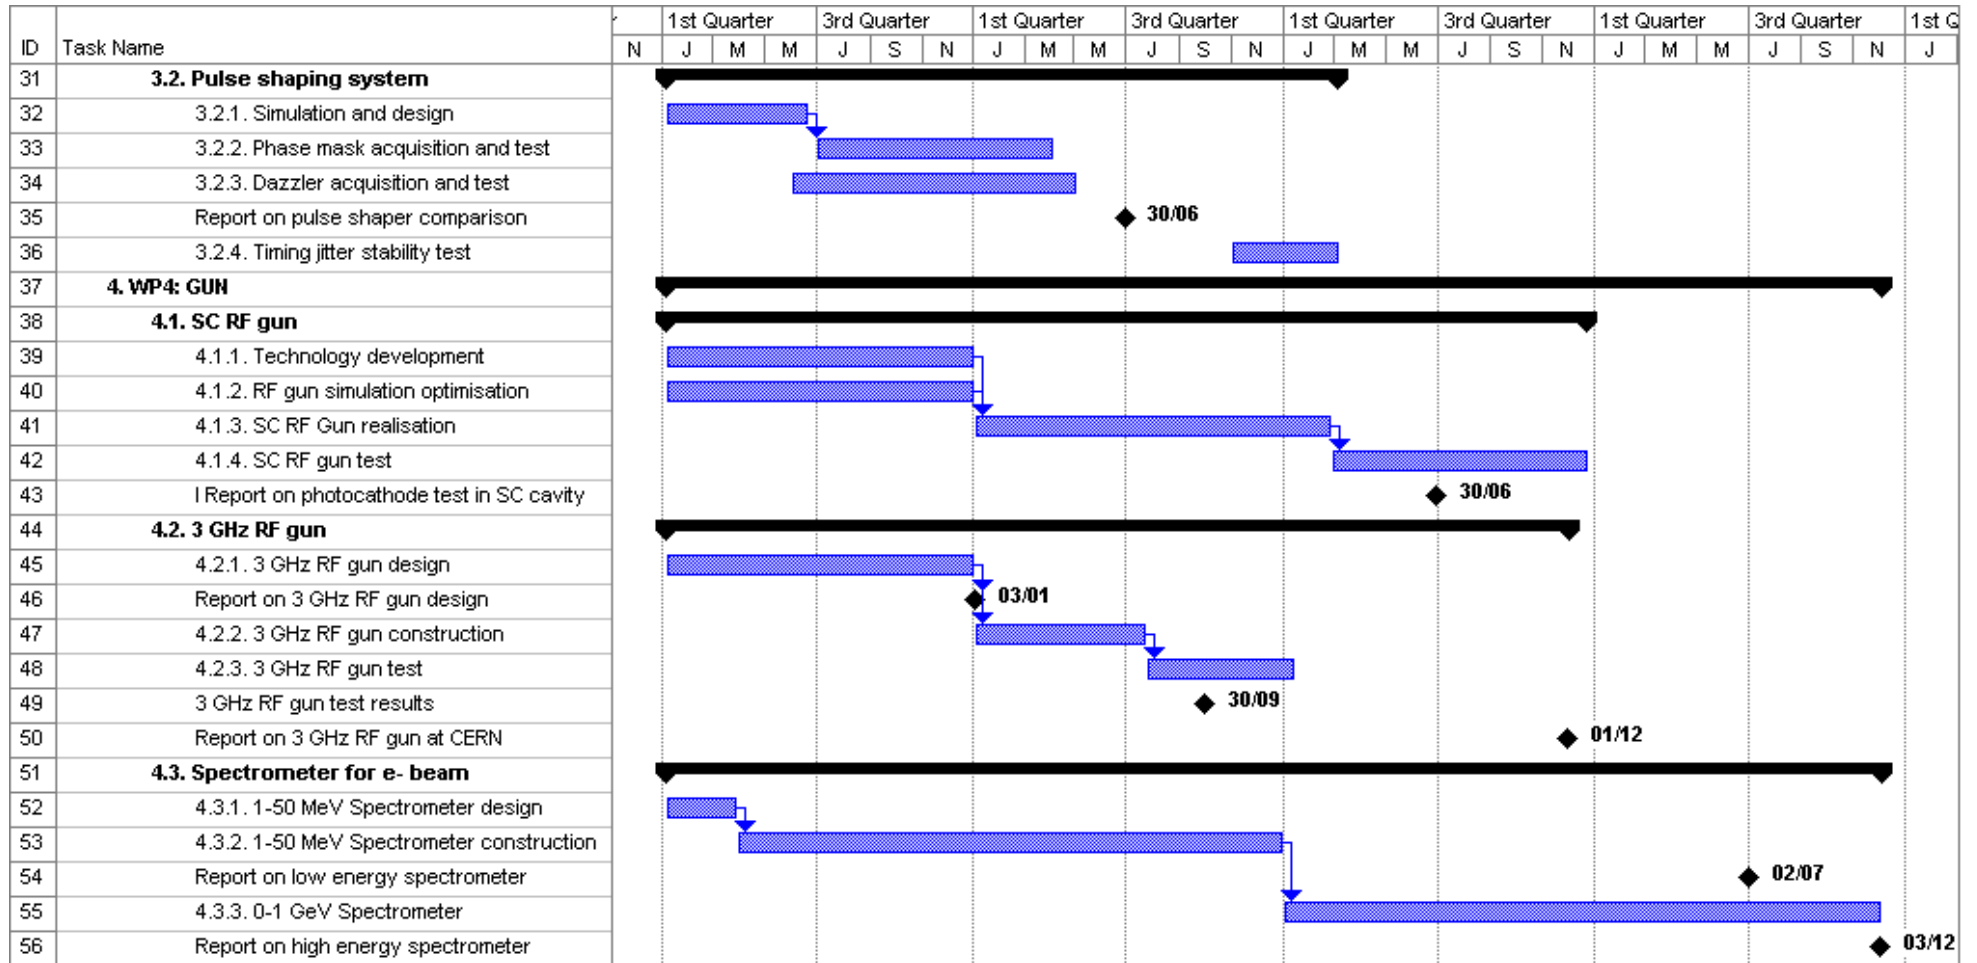 1st Quarter 3rd Quarter 1st Quarter 3rd Quarter 1st Quarter 3rd Quarter 1st Quarter 3rd Quarter 1st Q
ID Task Name N J M M J S N J M M J S N J M M J S N J M M J S N J
31 3.2. Pulse shaping system
32 3.2.1. Simulation and design
33 3.2.2. Phase mask acquisition and test
34 3.2.3. Dazzler acquisition and test
35 Report on pulse shaper comparison 30/06
36 3.2.4. Timing jitter stability test
37 4. WP4: GUN
38 4.1. SC RF gun
39 4.1.1. Technology development
40 4.1.2. RF gun simulation optimisation
41 4.1.3. SC RF Gun realisation
42 4.1.4. SC RF gun test
43 I Report on photocathode test in SC cavity 30/06
44 4.2. 3 GHz RF gun
45 4.2.1. 3 GHz RF gun design
46 Report on 3 GHz RF gun design 03/01
47 4.2.2. 3 GHz RF gun construction
48 4.2.3. 3 GHz RF gun test
49 3 GHz RF gun test results 30/09
50 Report on 3 GHz RF gun at CERN 01/12
51 4.3. Spectrometer for e- beam
52 4.3.1. 1-50 MeV Spectrometer design
53 4.3.2. 1-50 MeV Spectrometer construction
54 Report on low energy spectrometer 02/07
55 4.3.3. 0-1 GeV Spectrometer
56 Report on high energy spectrometer 03/12